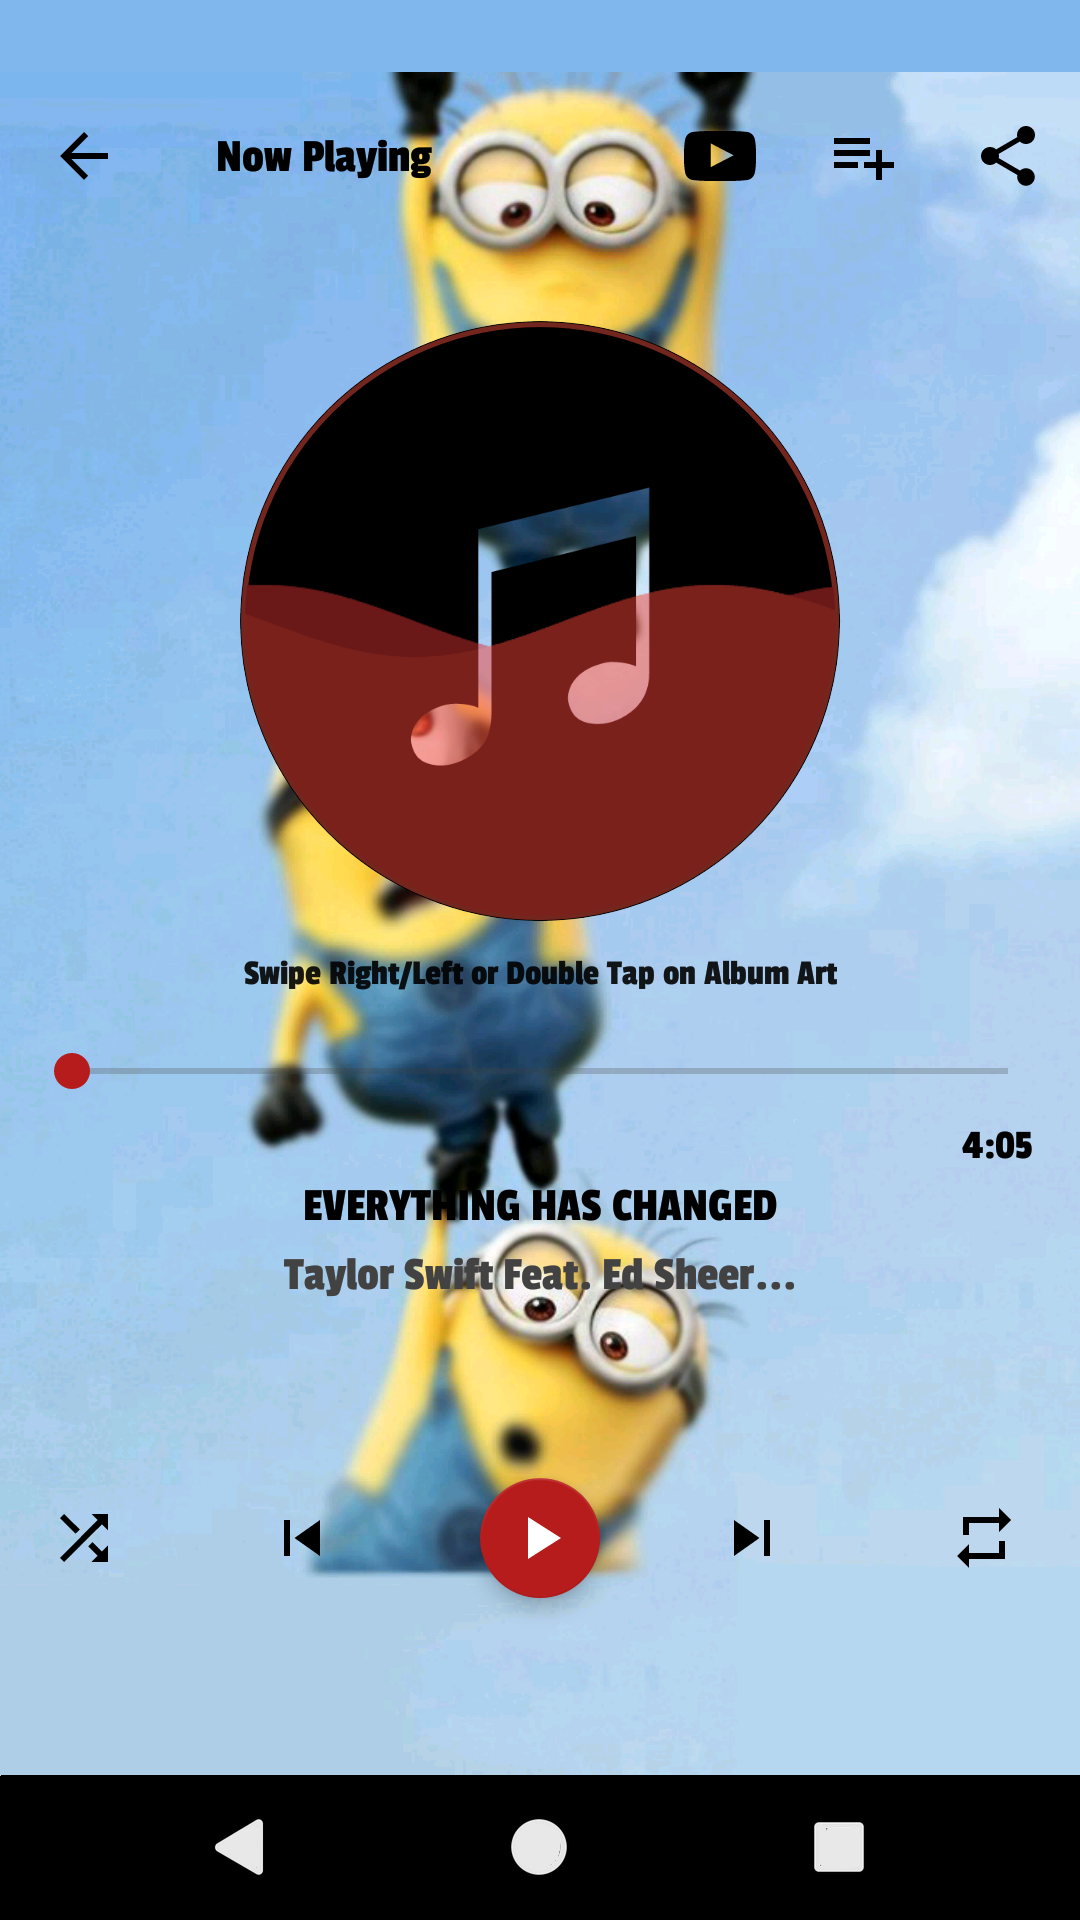 Now Playing
Swipe Right/Left or Double Tap on Album Art
4:05
EVERYTHING HAS CHANGED
Taylor Swift Feat. Ed Sheer...